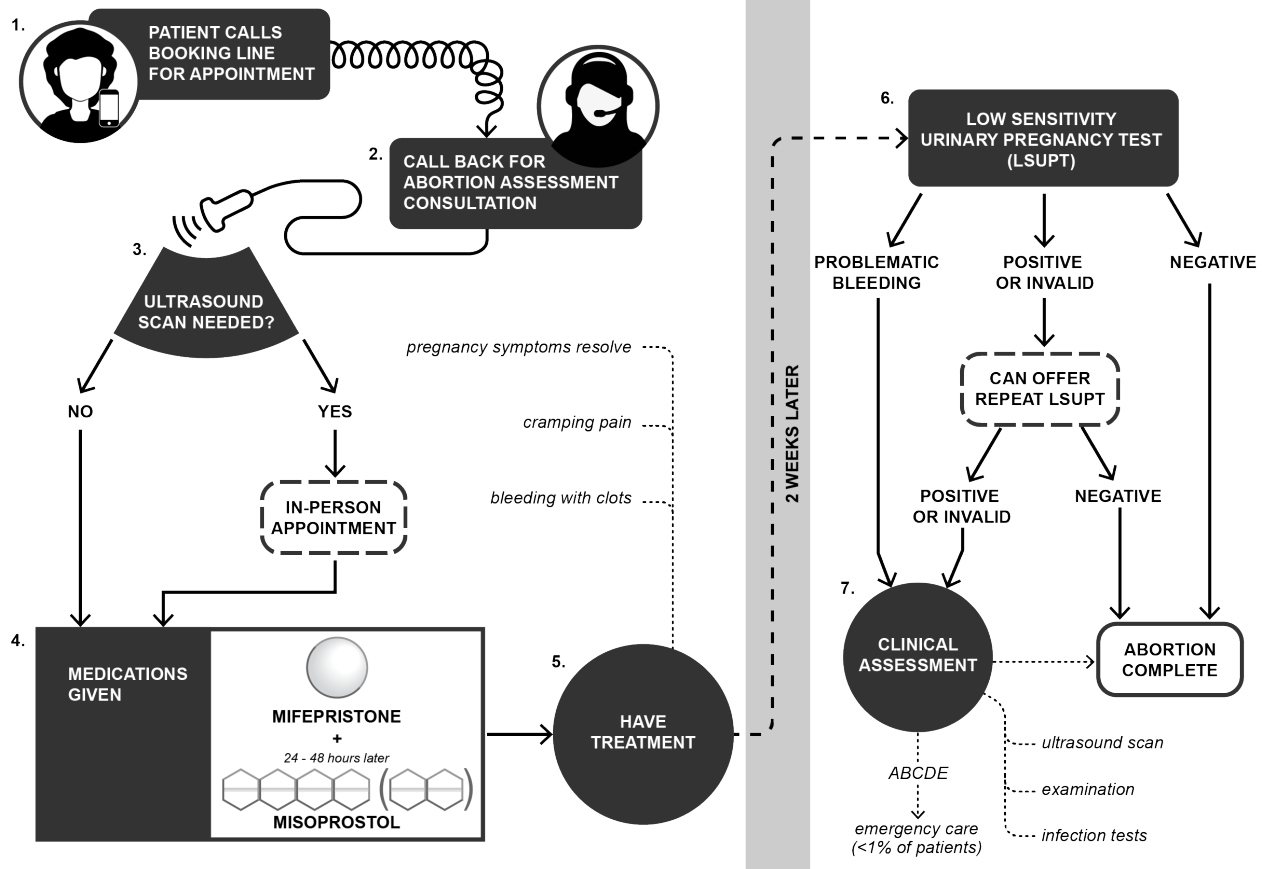 1.
PATIENT CALLS
BOOKING LINE
FOR APPOINTMENT
2.
CALL BACK FOR
ABORTION ASSESSMENT
CONSULTATION
3.
ULTRASOUND
SCAN NEEDED?
NO
YES
IN-PERSON
APPOINTMENT
4.
MEDICATIONS
GIVEN
MIFEPRISTONE
+
24 - 48 hours later
( )
MISOPROSTOL
5.
HAVE
TREATMENT
pregnancy symptoms resolve
cramping pain
bleeding with clots
2 WEEKS LATER
6.
LOW SENSITIVITY
URINARY PREGNANCY TEST
(LSUPT)
PROBLEMATIC
BLEEDING
POSITIVE
OR INVALID
NEGATIVE
CAN OFFER
REPEAT LSUPT
POSITIVE
OR INVALID
NEGATIVE
7.
CLINICAL
ASSESSMENT
ABORTION
COMPLETE
ABCDE
emergency care
(<1% of patients)
ultrasound scan
examination
infection tests